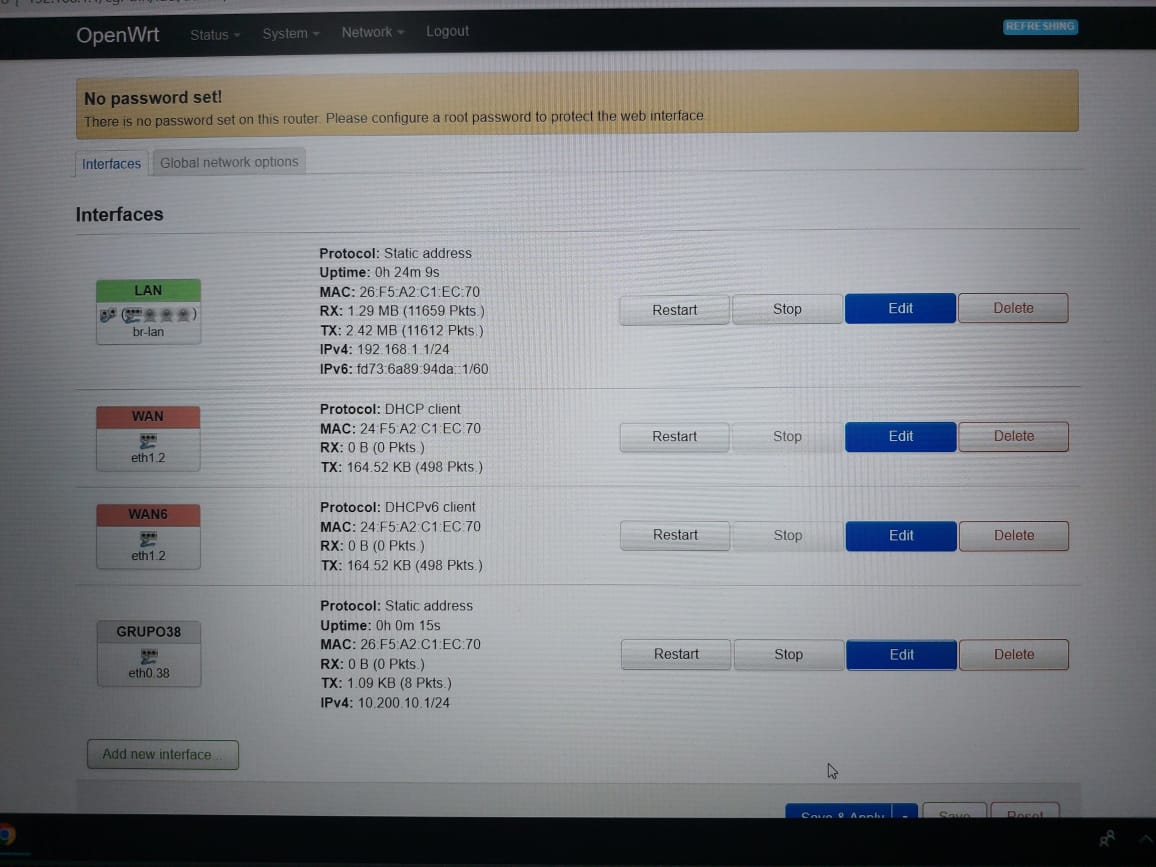 OpenWrt Status System Network Logout REFRESHING
No password set!
There is no password set on this router. Please configure a root password to protect the web interface
Interfaces Global network options
Interfaces
LAN
br-lan
Protocol: Static address
Uptime: 0h 24m 9s
MAC: 26:F5:A2:C1:EC:70
RX: 1.29 MB (11659 Pkts.)
TX: 2.42 MB (11612 Pkts.)
IPv4: 192.168.1.1/24
IPv6: fd73:6a89:94da::1/60
Restart Stop Edit Delete
WAN
eth1.2
Protocol: DHCP client
MAC: 24:F5:A2:C1:EC:70
RX: 0 B (0 Pkts.)
TX: 164.52 KB (498 Pkts.)
Restart Stop Edit Delete
WAN6
eth1.2
Protocol: DHCPv6 client
MAC: 24:F5:A2:C1:EC:70
RX: 0 B (0 Pkts.)
TX: 164.52 KB (498 Pkts.)
Restart Stop Edit Delete
GRUPO38
eth0.38
Protocol: Static address
Uptime: 0h 0m 15s
MAC: 26:F5:A2:C1:EC:70
RX: 0 B (0 Pkts.)
TX: 1.09 KB (8 Pkts.)
IPv4: 10.200.10.1/24
Restart Stop Edit Delete
Add new interface...
Save & Apply Save Reset